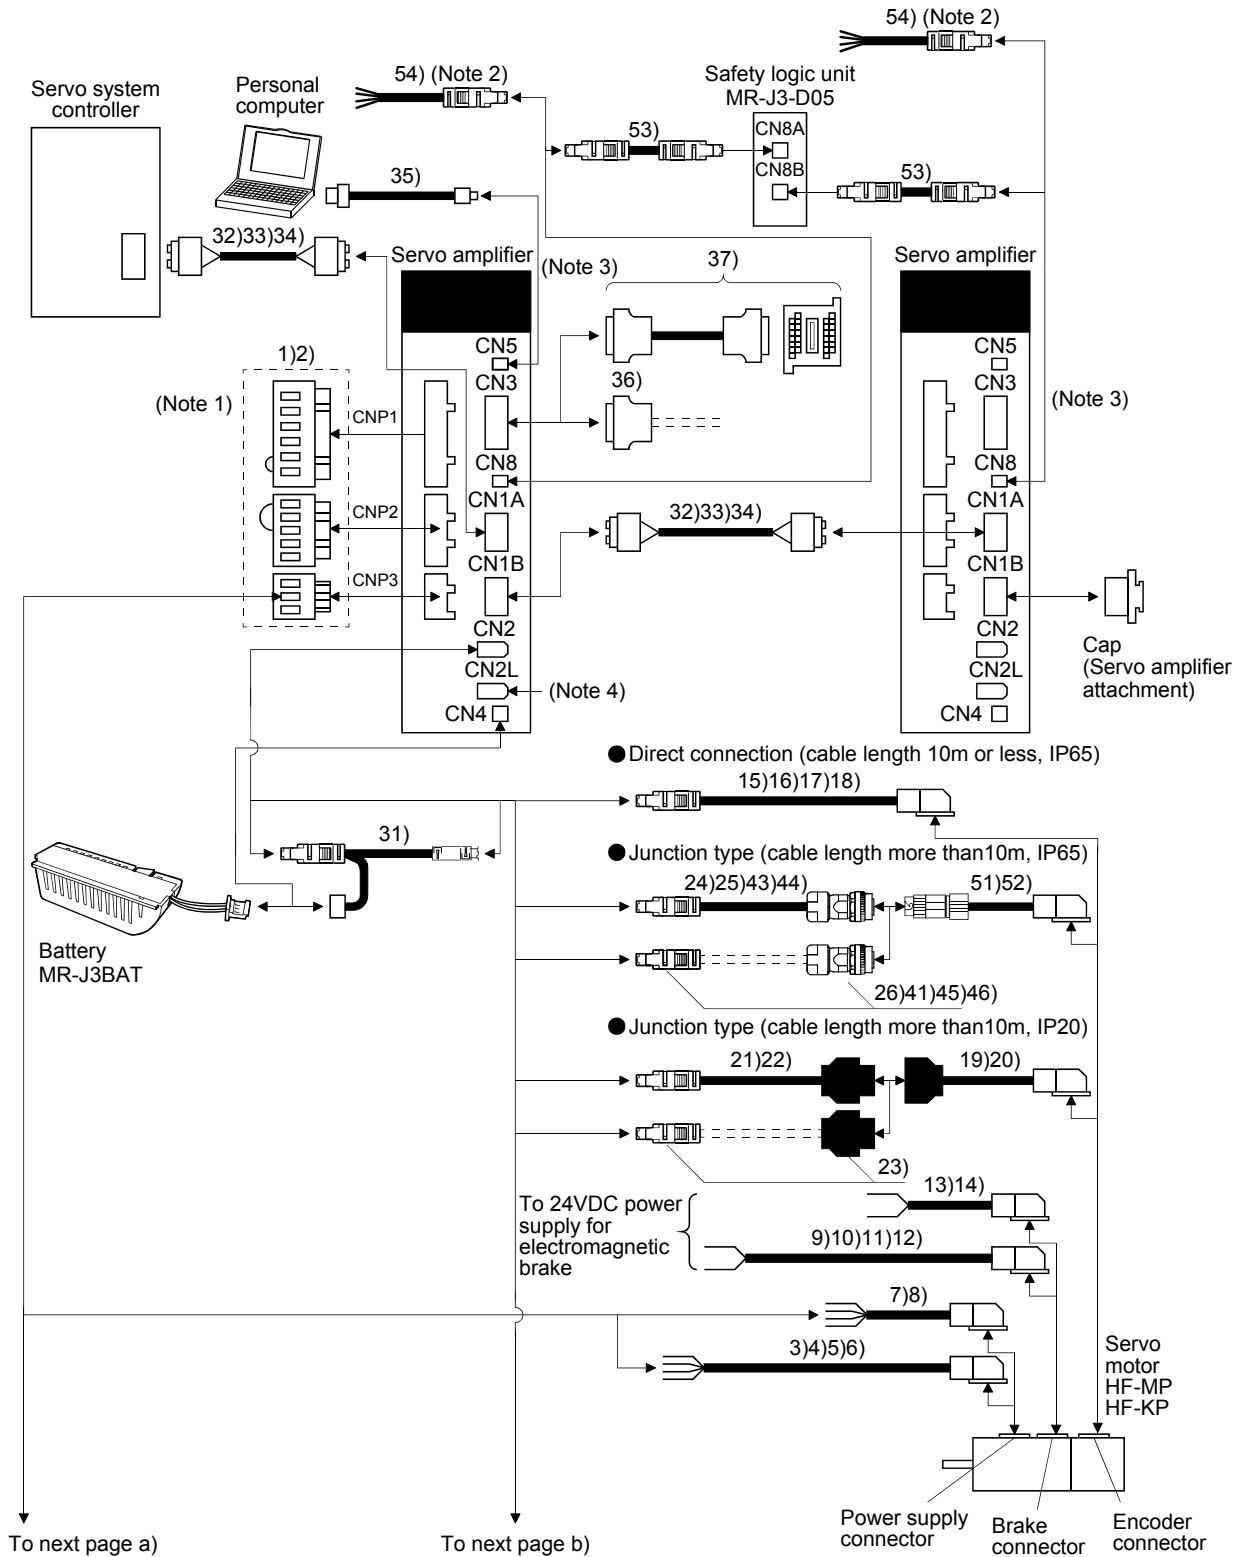 54) (Note 2)
Servo system
controller
Personal
computer
54) (Note 2)
Safety logic unit
MR-J3-D05
CN8A
CN8B
53)
53)
35)
32)33)34)
Servo amplifier
(Note 3)
37)
Servo amplifier
1)2)
(Note 1)
CNP1
CNP2
CNP3
CN5
CN3
CN8
CN1A
CN1B
CN2
CN2L
CN4
(Note 4)
36)
32)33)34)
CN5
CN3
CN8
CN1A
CN1B
CN2
CN2L
CN4
(Note 3)
Cap
(Servo amplifier
attachment)
● Direct connection (cable length 10m or less, IP65)
15)16)17)18)
31)
Battery
MR-J3BAT
● Junction type (cable length more than10m, IP65)
24)25)43)44)
51)52)
26)41)45)46)
● Junction type (cable length more than10m, IP20)
21)22)
19)20)
23)
To 24VDC power
supply for
electromagnetic
brake
13)14)
9)10)11)12)
7)8)
3)4)5)6)
Servo
motor
HF-MP
HF-KP
Power supply
connector
Brake
connector
Encoder
connector
To next page a)
To next page b)